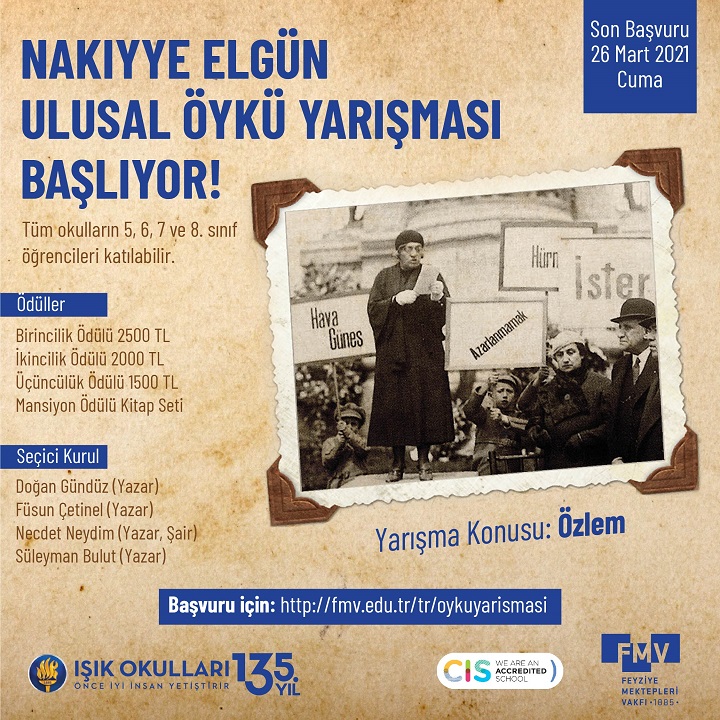 Son Başvuru
26 Mart 2021
Cuma
NAKIYYE ELGÜN
ULUSAL ÖYKÜ YARIŞMASI
BAŞLIYOR!
Tüm okulların 5, 6, 7 ve 8. sınıf
öğrencileri katılabilir.
Ödüller
Birincilik Ödülü 2500 TL
İkincilik Ödülü 2000 TL
Üçüncülük Ödülü 1500 TL
Mansiyon Ödülü Kitap Seti
Seçici Kurul
Doğan Gündüz (Yazar)
Füsun Çetinel (Yazar)
Necdet Neydim (Yazar, Şair)
Süleyman Bulut (Yazar)
Hava
Güneş
Azarlanmamak
Hürri
İster
Yarışma Konusu: Özlem
Başvuru için: http://fmv.edu.tr/tr/oykuyarismasi
IŞIK OKULLARI
ÖNCE İYİ İNSAN YETİŞTİRİR
135.
YIL
CIS
WE ARE AN
ACCREDITED
SCHOOL
FMV
FEYZİYE
MEKTEPLERİ
VAKFI •1885•